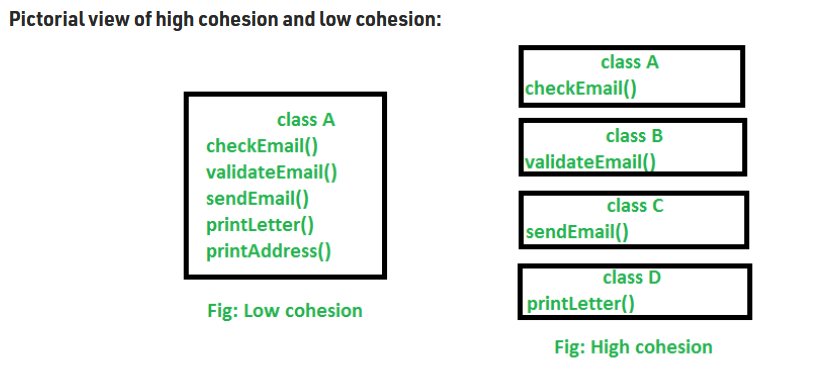 Pictorial view of high cohesion and low cohesion:
class A
checkEmail()
validateEmail()
sendEmail()
printLetter()
printAddress()
Fig: Low cohesion
class A
checkEmail()
class B
validateEmail()
class C
sendEmail()
class D
printLetter()
Fig: High cohesion